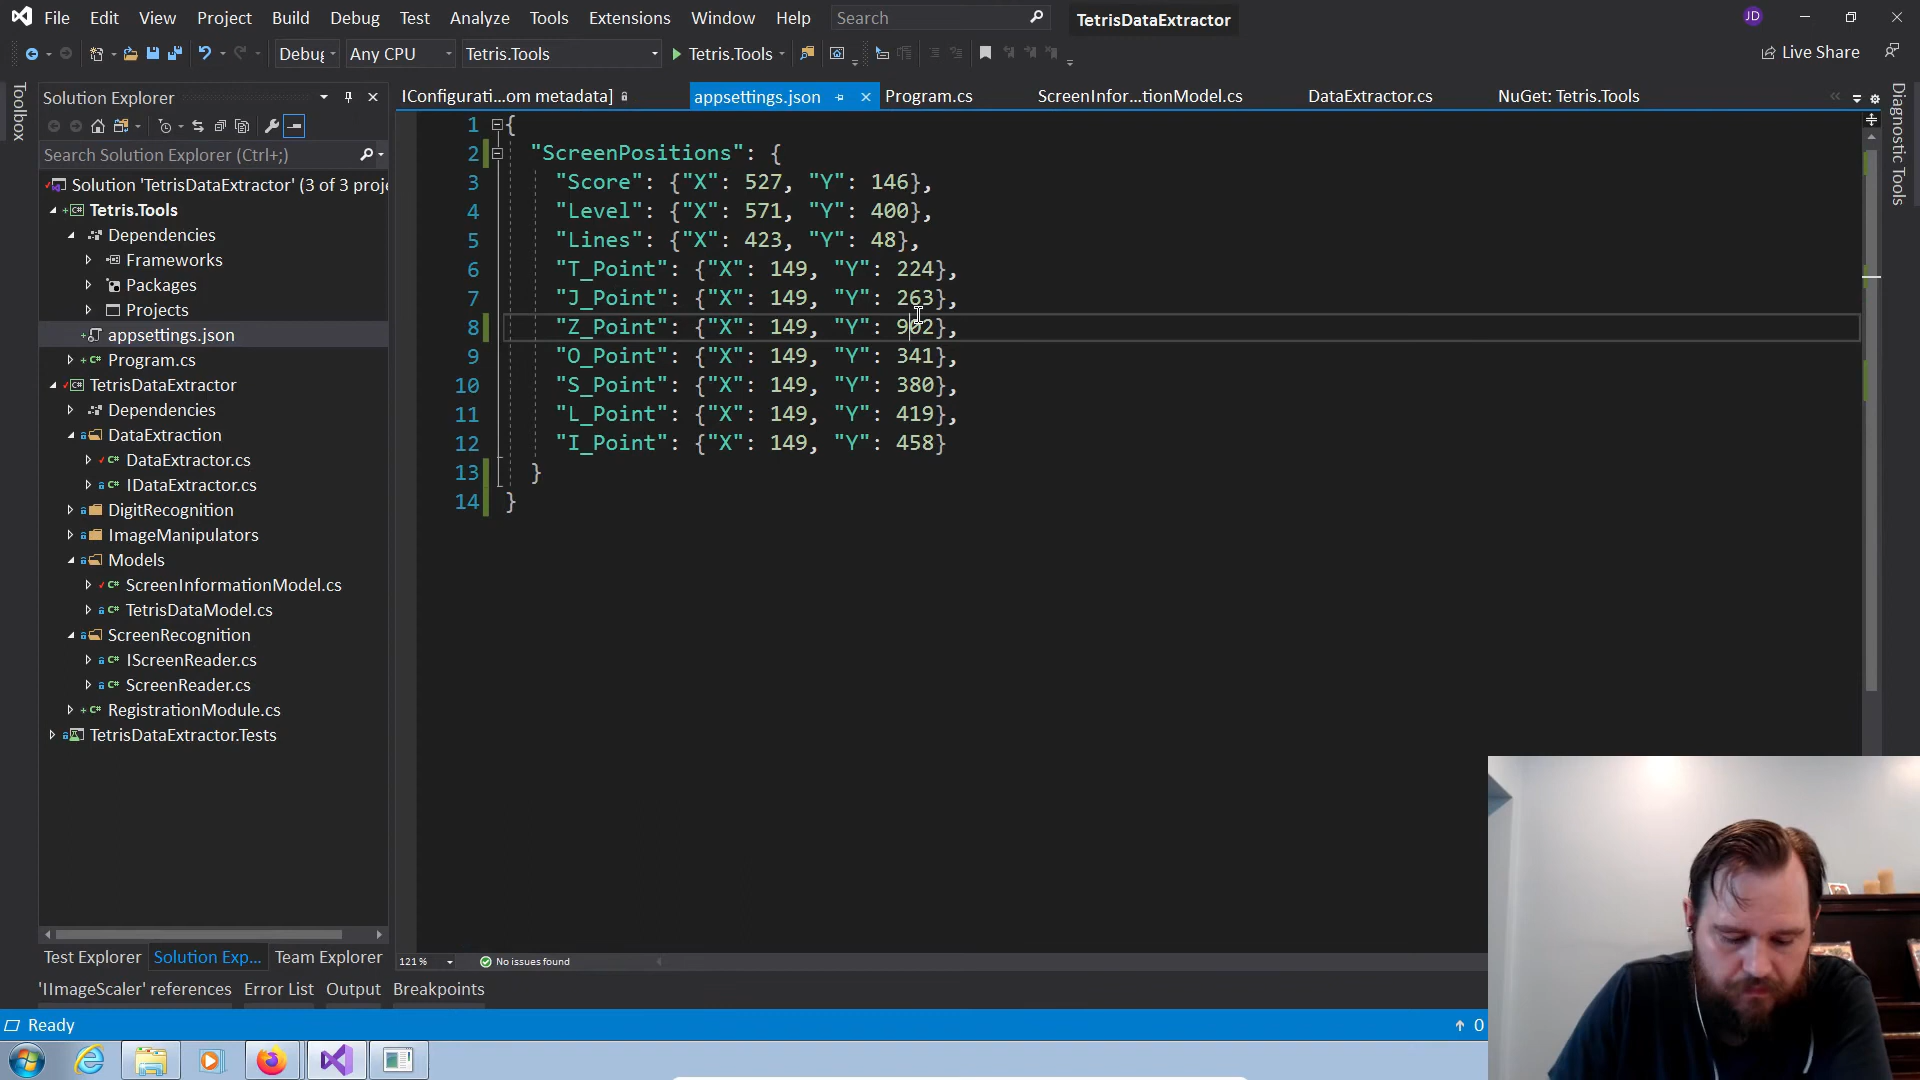 File Edit View Project Build Debug Test Analyze Tools Extensions Window Help Search TetrisDataExtractor JD
Debug Any CPU Tetris.Tools Tetris.Tools Live Share
Toolbox
Solution Explorer
Search Solution Explorer (Ctrl+;)
Solution 'TetrisDataExtractor' (3 of 3 proje
Tetris.Tools
Dependencies
Frameworks
Packages
Projects
appsettings.json
Program.cs
TetrisDataExtractor
Dependencies
DataExtraction
DataExtractor.cs
IDataExtractor.cs
DigitRecognition
ImageManipulators
Models
ScreenInformationModel.cs
TetrisDataModel.cs
ScreenRecognition
IScreenReader.cs
ScreenReader.cs
RegistrationModule.cs
TetrisDataExtractor.Tests
Test Explorer Solution Exp... Team Explorer
IConfigurati...om metadata] appsettings.json Program.cs ScreenInfor...tionModel.cs DataExtractor.cs NuGet: Tetris.Tools
1 {
2 "ScreenPositions": {
3 "Score": {"X": 527, "Y": 146},
4 "Level": {"X": 571, "Y": 400},
5 "Lines": {"X": 423, "Y": 48},
6 "T_Point": {"X": 149, "Y": 224},
7 "J_Point": {"X": 149, "Y": 263},
8 "Z_Point": {"X": 149, "Y": 902},
9 "O_Point": {"X": 149, "Y": 341},
10 "S_Point": {"X": 149, "Y": 380},
11 "L_Point": {"X": 149, "Y": 419},
12 "I_Point": {"X": 149, "Y": 458}
13 }
14 }
121 % No issues found
Diagnostic Tools
'IImageScaler' references Error List Output Breakpoints
Ready 0